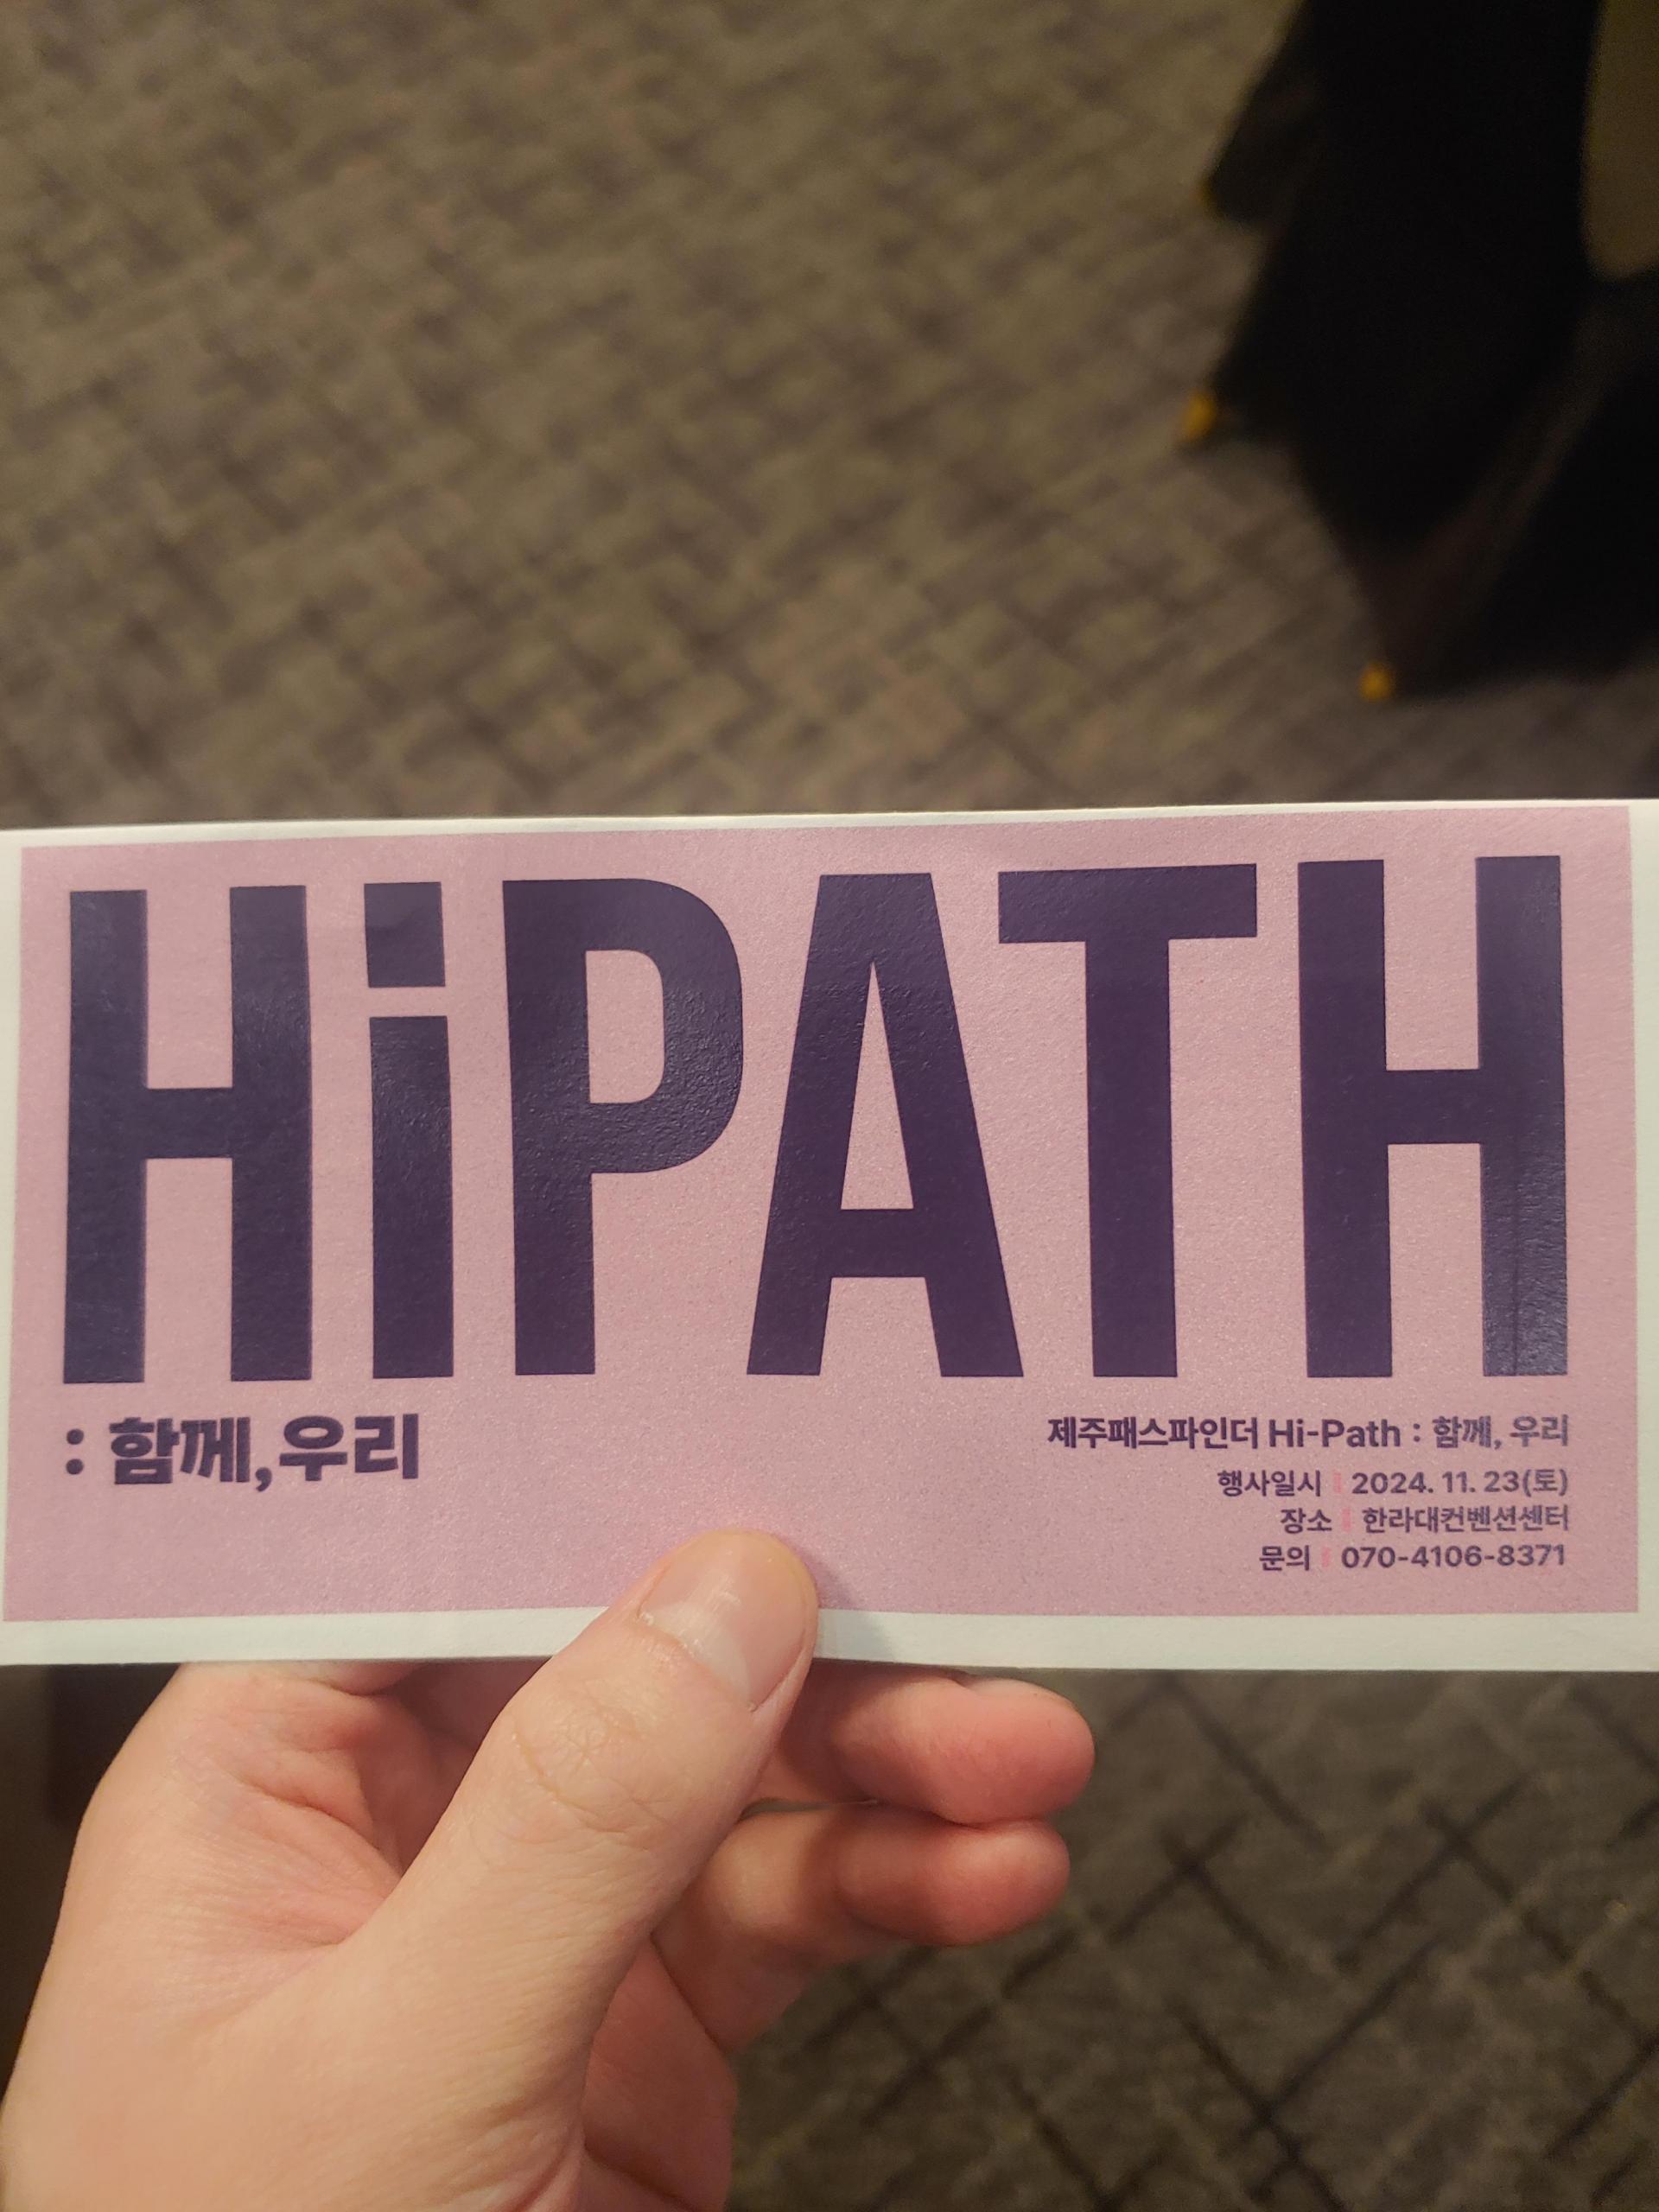 HiPATH
: 함께,우리
제주패스파인더 Hi-Path : 함께, 우리
행사일시 | 2024. 11. 23(토)
장소 | 한라대컨벤션센터
문의 | 070-4106-8371